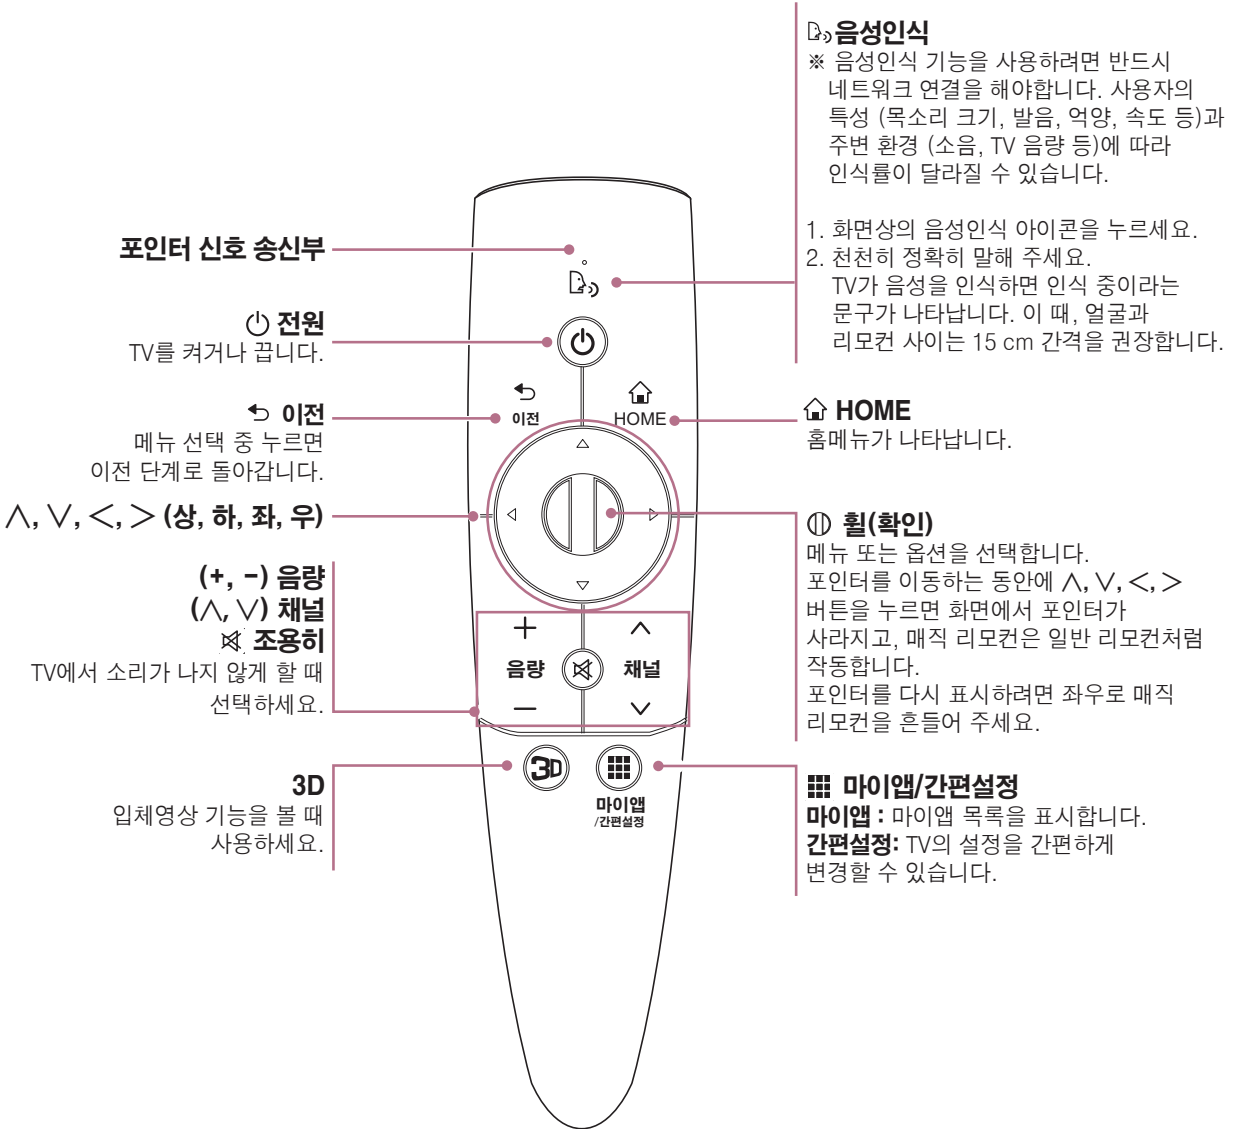 음성인식
※ 음성인식 기능을 사용하려면 반드시
네트워크 연결을 해야합니다. 사용자의
특성 (목소리 크기, 발음, 억양, 속도 등)과
주변 환경 (소음, TV 음량 등)에 따라
인식률이 달라질 수 있습니다.
1. 화면상의 음성인식 아이콘을 누르세요.
2. 천천히 정확히 말해 주세요.
TV가 음성을 인식하면 인식 중이라는
문구가 나타납니다. 이 때, 얼굴과
리모컨 사이는 15 cm 간격을 권장합니다.
포인터 신호 송신부
전원
TV를 켜거나 끕니다.
이전
메뉴 선택 중 누르면
이전 단계로 돌아갑니다.
∧, ∨, <, > (상, 하, 좌, 우)
(+, -) 음량
(∧, ∨) 채널
조용히
TV에서 소리가 나지 않게 할 때
선택하세요.
3D
입체영상 기능을 볼 때
사용하세요.
이전
HOME
+
∧
음량
채널
−
∨
3D
마이앱
/간편설정
HOME
홈메뉴가 나타납니다.
휠(확인)
메뉴 또는 옵션을 선택합니다.
포인터를 이동하는 동안에 ∧, ∨, <, >
버튼을 누르면 화면에서 포인터가
사라지고, 매직 리모컨은 일반 리모컨처럼
작동합니다.
포인터를 다시 표시하려면 좌우로 매직
리모컨을 흔들어 주세요.
마이앱/간편설정
마이앱 : 마이앱 목록을 표시합니다.
간편설정: TV의 설정을 간편하게
변경할 수 있습니다.